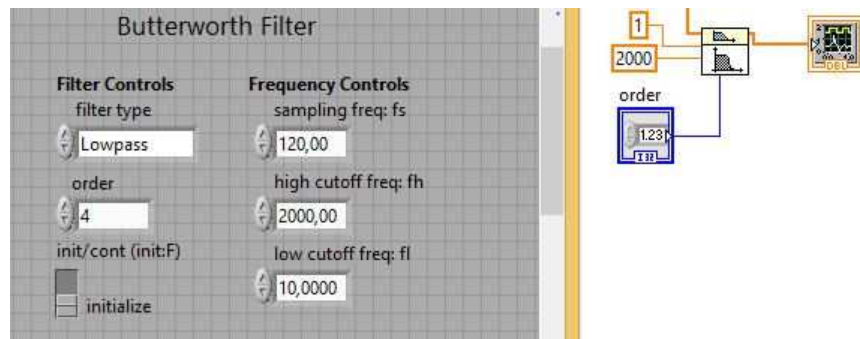 Butterworth Filter
Filter Controls
filter type
Lowpass
order
4
init/cont (init:F)
initialize
Frequency Controls
sampling freq: fs
120,00
high cutoff freq: fh
2000,00
low cutoff freq: fl
10,0000
1
2000
order
1.23
I32
DBL